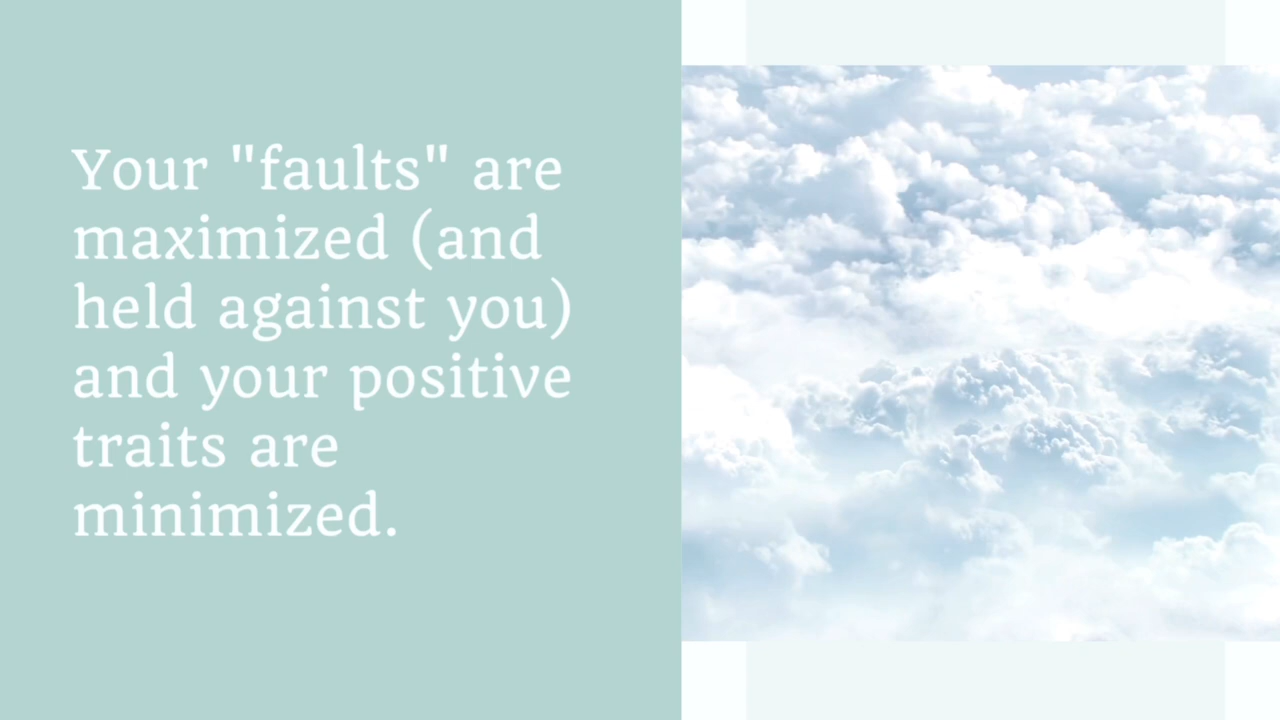 Your "faults" are
maximized (and
held against you)
and your positive
traits are
minimized.